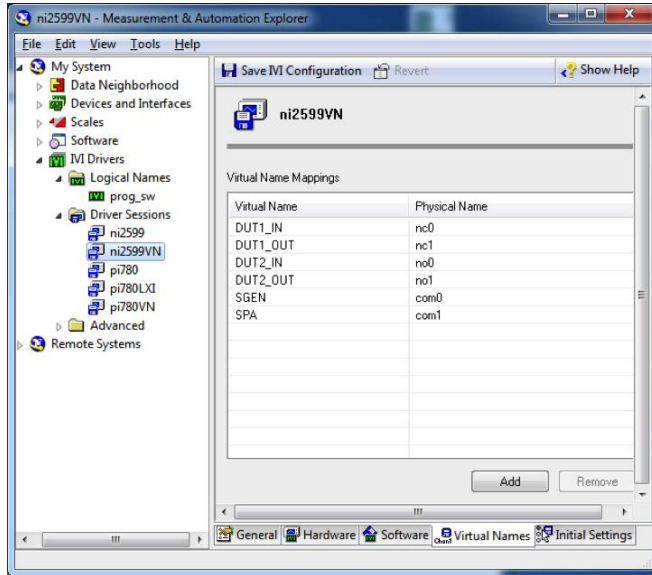 ni2599VN - Measurement & Automation Explorer
File Edit View Tools Help
My System
Data Neighborhood
Devices and Interfaces
Scales
Software
IVI Drivers
Logical Names
prog_sw
Driver Sessions
ni2599
ni2599VN
pi780
pi780LXI
pi780VN
Advanced
Remote Systems
Save IVI Configuration Revert Show Help
ni2599VN
Virtual Name Mappings
Virtual Name Physical Name
DUT1_IN nc0
DUT1_OUT nc1
DUT2_IN no0
DUT2_OUT no1
SGEN com0
SPA com1
Add Remove
General Hardware Software Virtual Names Initial Settings